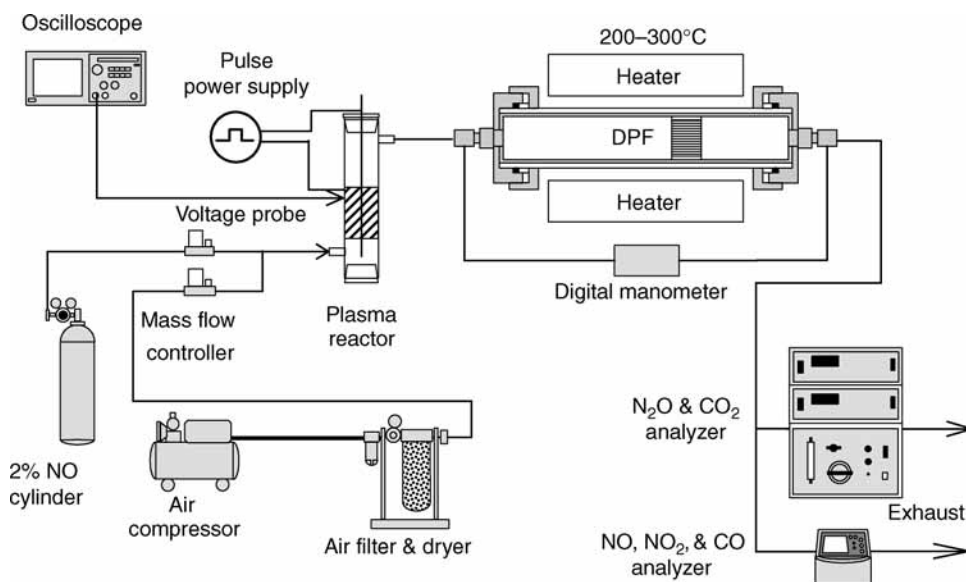 Oscilloscope
Pulse
power supply
200–300°C
Heater
DPF
Heater
Voltage probe
Digital manometer
Mass flow
controller
Plasma
reactor
2% NO
cylinder
Air
compressor
Air filter & dryer
N₂O & CO₂
analyzer
Exhaust
NO, NO₂, & CO
analyzer